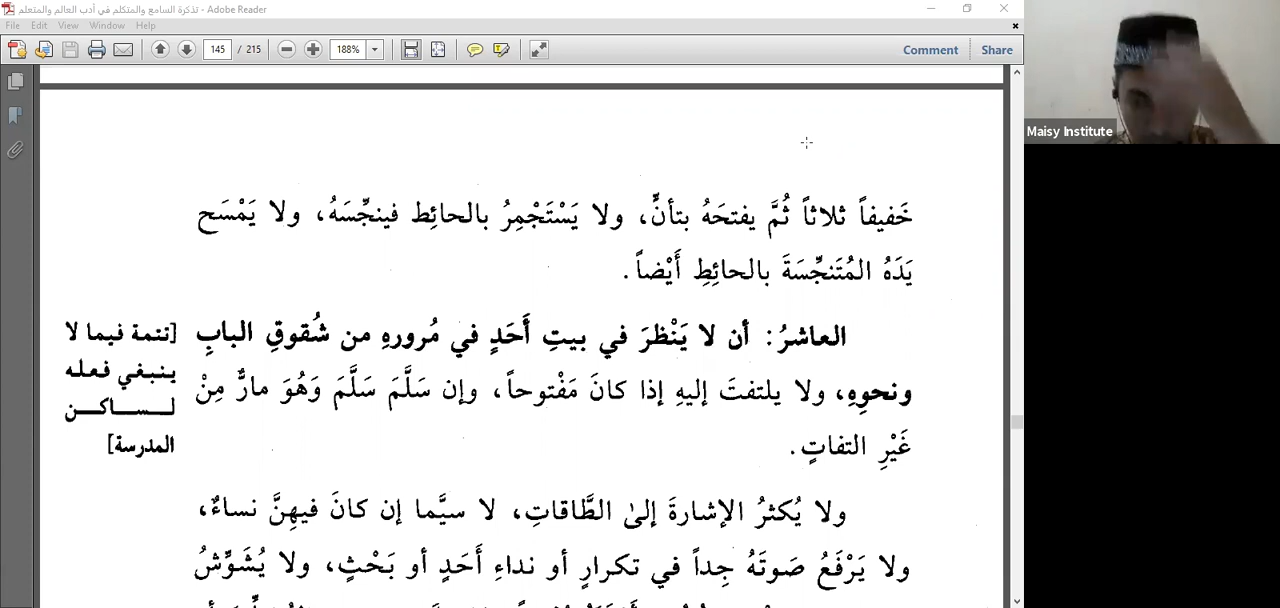 تذكرة السامع والمتكلم في أدب العالم والمتعلم - Adobe Reader
File Edit View Window Help
145 / 215 188% Comment Share
Maisy Institute
خَفيفاً ثلاثاً ثُمَّ يفتحَهُ بتأنٍّ، ولا يَسْتَجْمِرُ بالحائِط فينجِّسَهُ، ولا يَمْسَح
يَدَهُ المُتَنجِّسَةَ بالحائِطِ أَيْضاً.
العاشرُ: أن لا يَنْظرَ في بيتِ أَحَدٍ في مُرورهِ من شُقوقِ البابِ
ونحوِهِ، ولا يلتفتَ إليهِ إذا كانَ مَفْتوحاً، وإن سَلَّمَ سَلَّمَ وَهُوَ مارٌّ مِنْ
غَيْرِ التفاتٍ.
[تتمة فيما لا
ينبغي فعله
لساكن
المدرسة]
ولا يُكثرُ الإشارةَ إلىٰ الطَّاقاتِ، لا سيَّما إن كانَ فيهِنَّ نساءٌ،
ولا يَرْفَعُ صَوتَهُ جِداً في تكرارٍ أو نداءِ أَحَدٍ أو بَحْثٍ، ولا يُشَوِّشُ